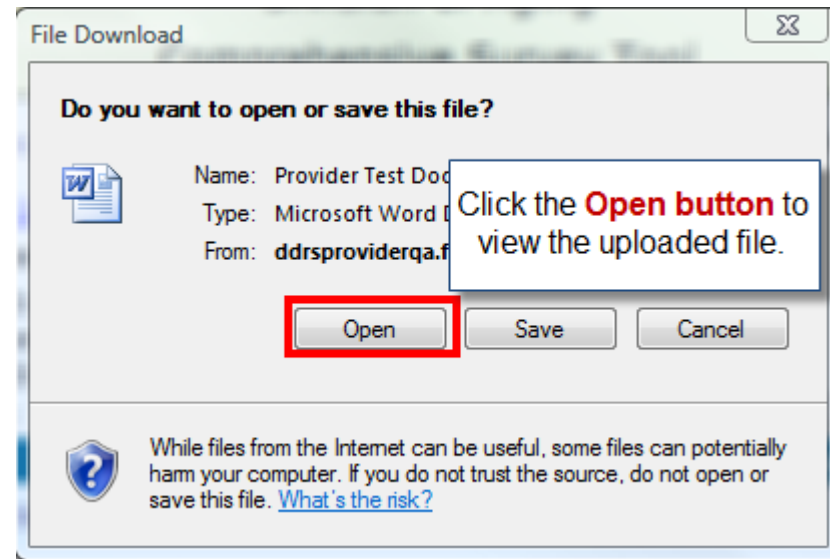 File Download
Comprehensive Survey Tool
Do you want to open or save this file?
Name: Provider Test Doc
Type: Microsoft Word
From: ddrsproviderqa.f
Click the Open button to
view the uploaded file.
Open Save Cancel
While files from the Internet can be useful, some files can potentially
harm your computer. If you do not trust the source, do not open or
save this file. What's the risk?